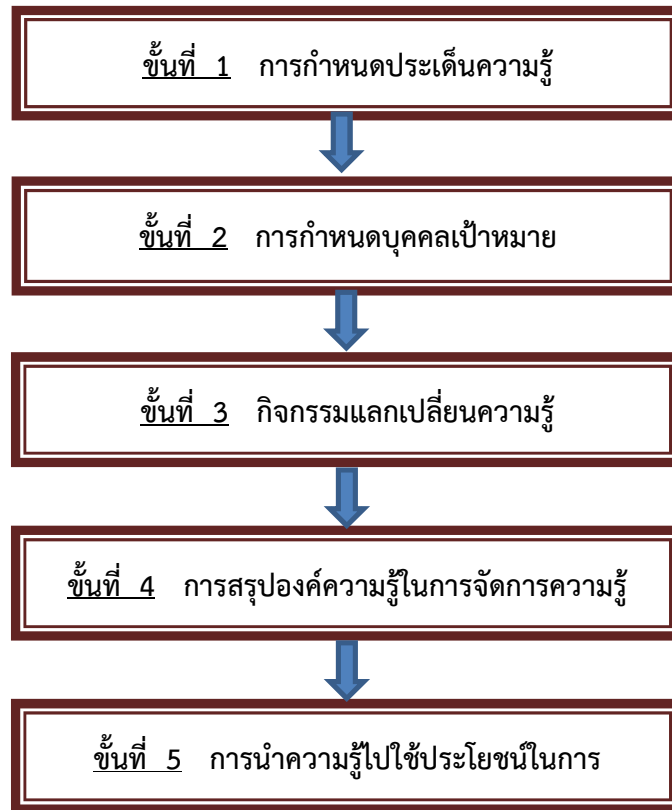 ขั้นที่ 1 การกำหนดประเด็นความรู้
ขั้นที่ 2 การกำหนดบุคคลเป้าหมาย
ขั้นที่ 3 กิจกรรมแลกเปลี่ยนความรู้
ขั้นที่ 4 การสรุปองค์ความรู้ในการจัดการความรู้
ขั้นที่ 5 การนำความรู้ไปใช้ประโยชน์ในการ